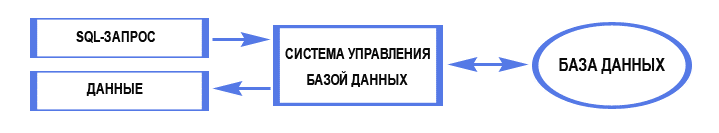 SQL-ЗАПРОС
ДАННЫЕ
СИСТЕМА УПРАВЛЕНИЯ
БАЗОЙ ДАННЫХ
БАЗА ДАННЫХ